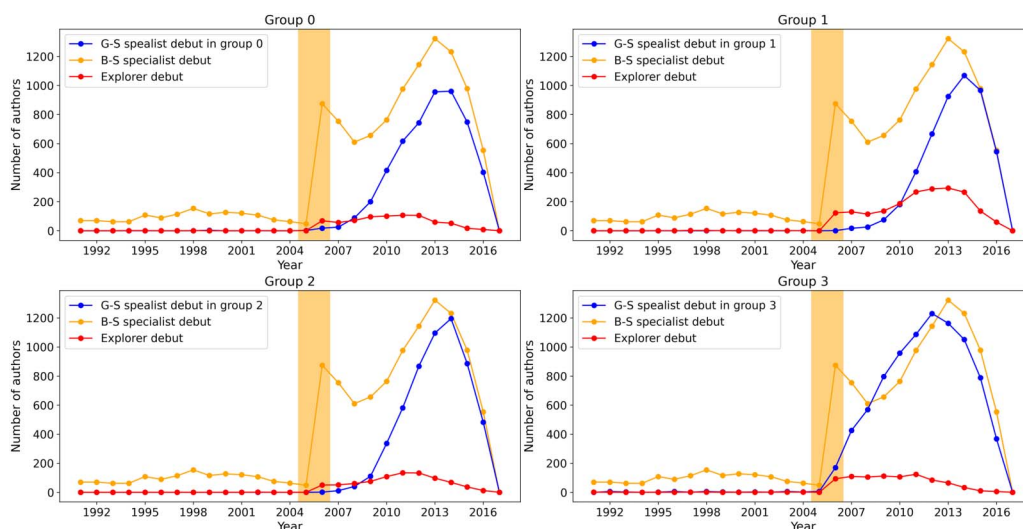 Group 0
G-S spealist debut in group 0
B-S specialist debut
Explorer debut
Number of authors
1200
1000
800
600
400
200
0
1992 1995 1998 2001 2004 2007 2010 2013 2016
Year
Group 1
G-S spealist debut in group 1
B-S specialist debut
Explorer debut
Number of authors
1200
1000
800
600
400
200
0
1992 1995 1998 2001 2004 2007 2010 2013 2016
Year
Group 2
G-S spealist debut in group 2
B-S specialist debut
Explorer debut
Number of authors
1200
1000
800
600
400
200
0
1992 1995 1998 2001 2004 2007 2010 2013 2016
Year
Group 3
G-S spealist debut in group 3
B-S specialist debut
Explorer debut
Number of authors
1200
1000
800
600
400
200
0
1992 1995 1998 2001 2004 2007 2010 2013 2016
Year